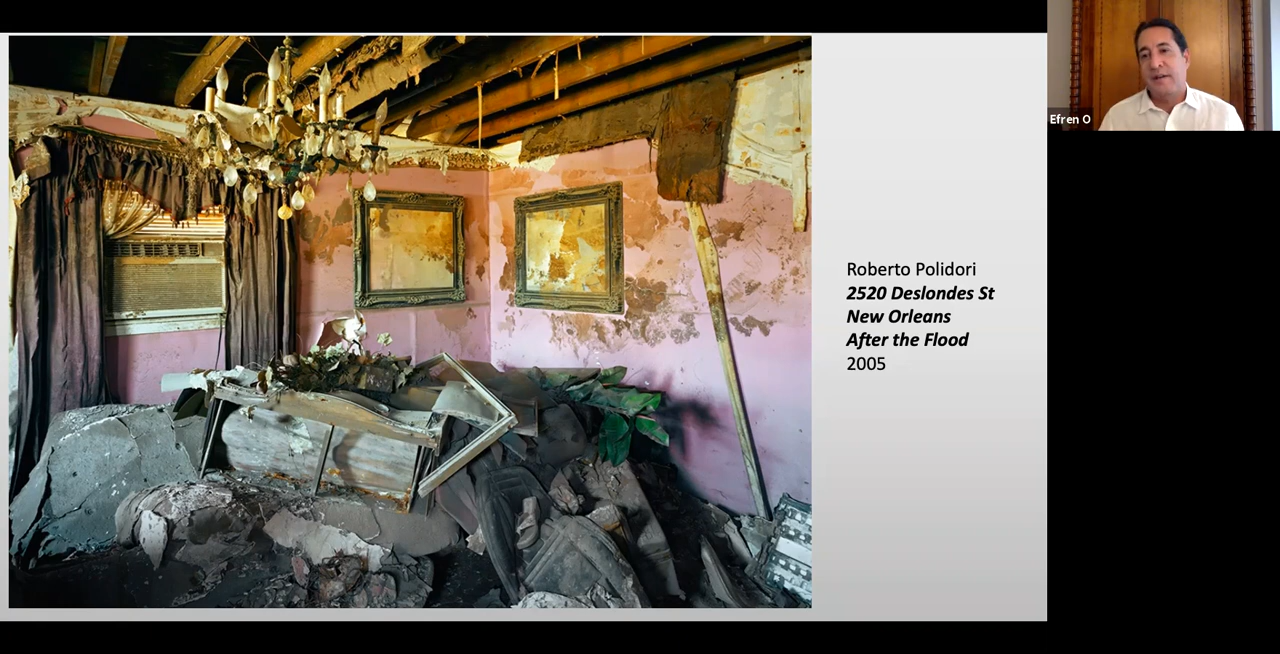 Efren O
Roberto Polidori
2520 Deslondes St
New Orleans
After the Flood
2005